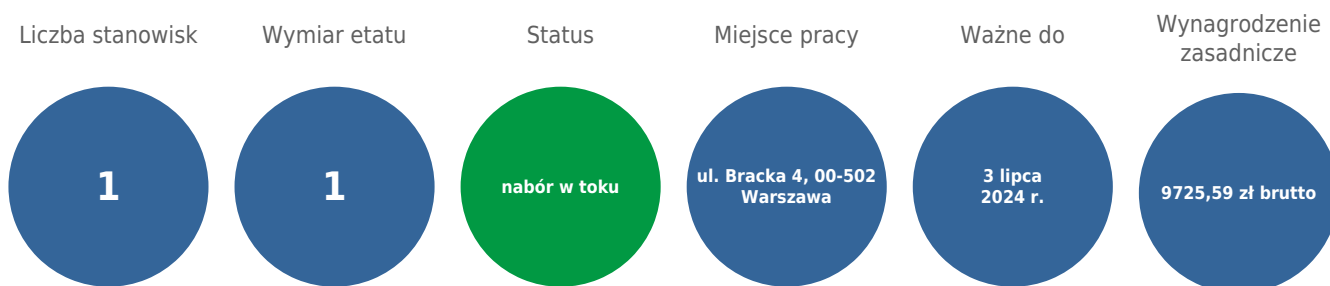 Liczba stanowisk
1
Wymiar etatu
1
Status
nabór w toku
Miejsce pracy
ul. Bracka 4, 00-502
Warszawa
Ważne do
3 lipca
2024 r.
Wynagrodzenie
zasadnicze
9725,59 zł brutto